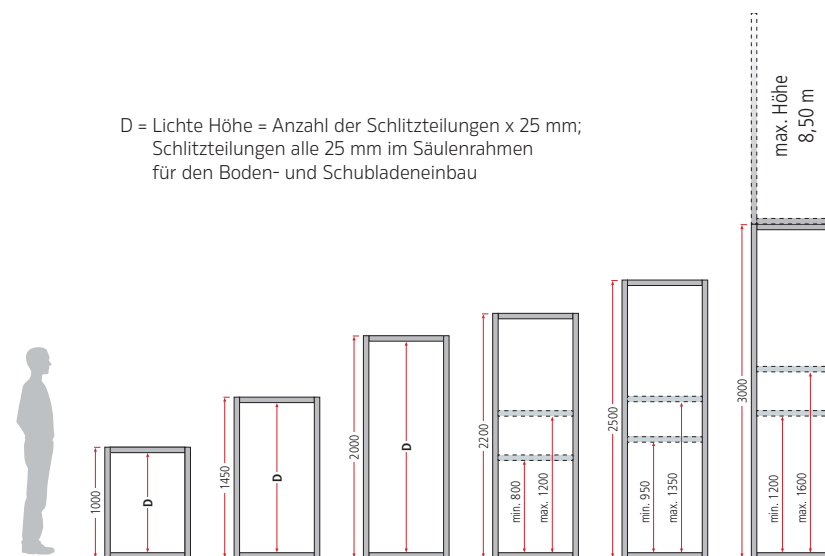 D = Lichte Höhe = Anzahl der Schlitzteilungen x 25 mm;
Schlitzteilungen alle 25 mm im Säulenrahmen
für den Boden- und Schubladeneinbau
max. Höhe
8,50 m
1000
D
1450
D
2000
D
2200
min. 800
max. 1200
2500
min. 950
max. 1350
3000
min. 1200
max. 1600